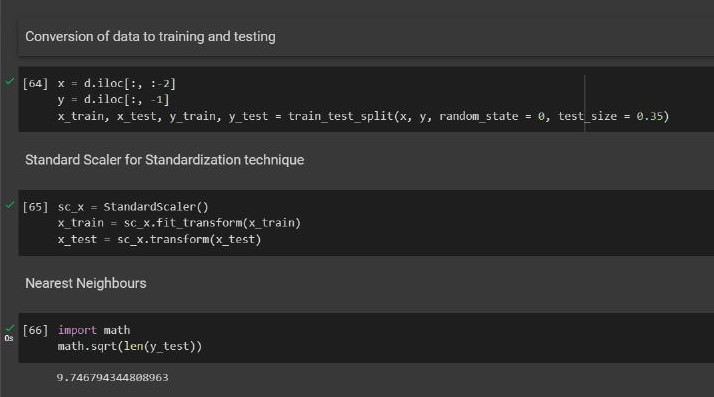 Conversion of data to training and testing
[64] x = d.iloc[:, :-2]
y = d.iloc[:, -1]
x_train, x_test, y_train, y_test = train_test_split(x, y, random_state = 0, test_size = 0.35)
Standard Scaler for Standardization technique
[65] sc_x = StandardScaler()
x_train = sc_x.fit_transform(x_train)
x_test = sc_x.transform(x_test)
Nearest Neighbours
[66] import math
0s
math.sqrt(len(y_test))
9.746794344808963